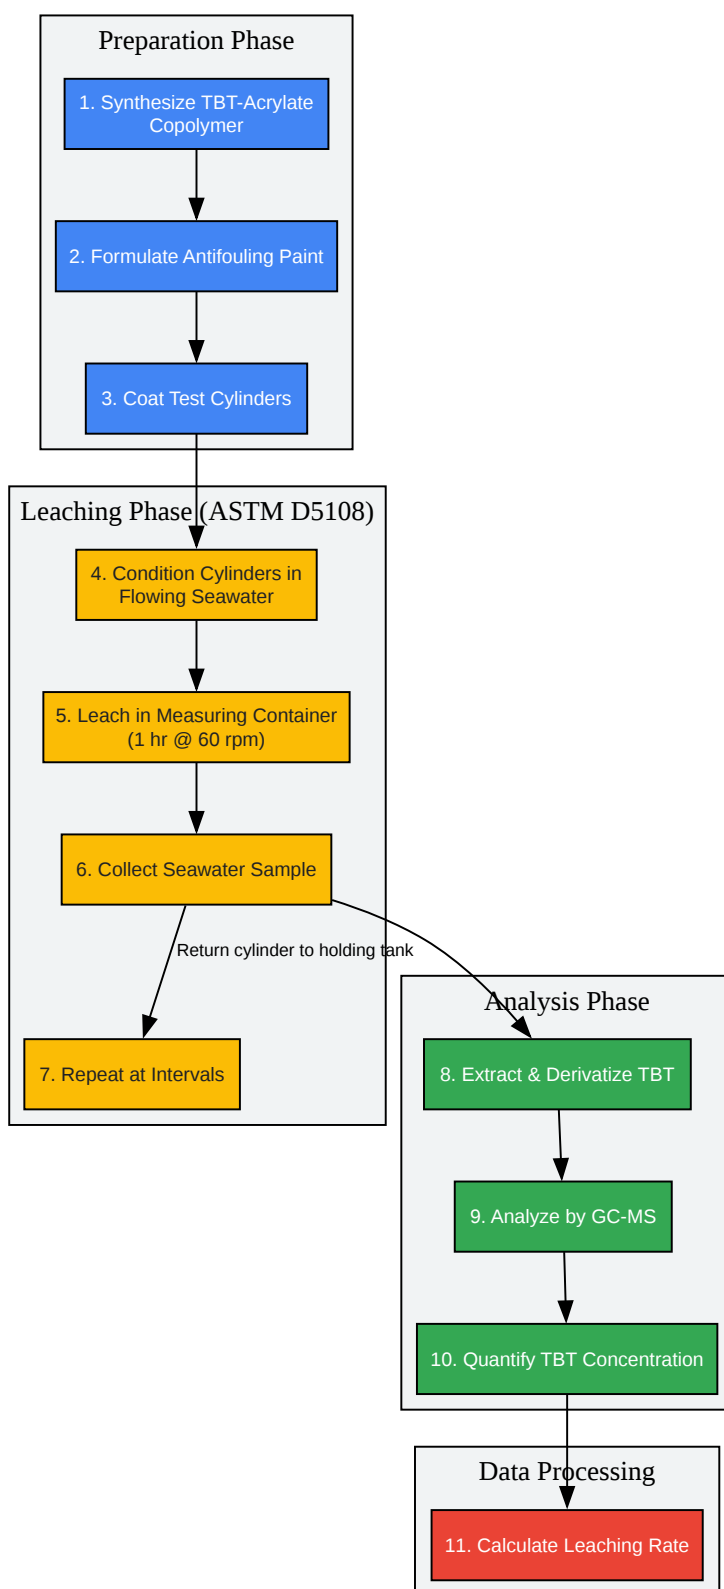 Preparation Phase
1. Synthesize TBT-Acrylate
Copolymer
2. Formulate Antifouling Paint
3. Coat Test Cylinders
Leaching Phase (ASTM D5108)
4. Condition Cylinders in
Flowing Seawater
5. Leach in Measuring Container
(1 hr @ 60 rpm)
6. Collect Seawater Sample
Return cylinder to holding tank
7. Repeat at Intervals
Analysis Phase
8. Extract & Derivatize TBT
9. Analyze by GC-MS
10. Quantify TBT Concentration
Data Processing
11. Calculate Leaching Rate